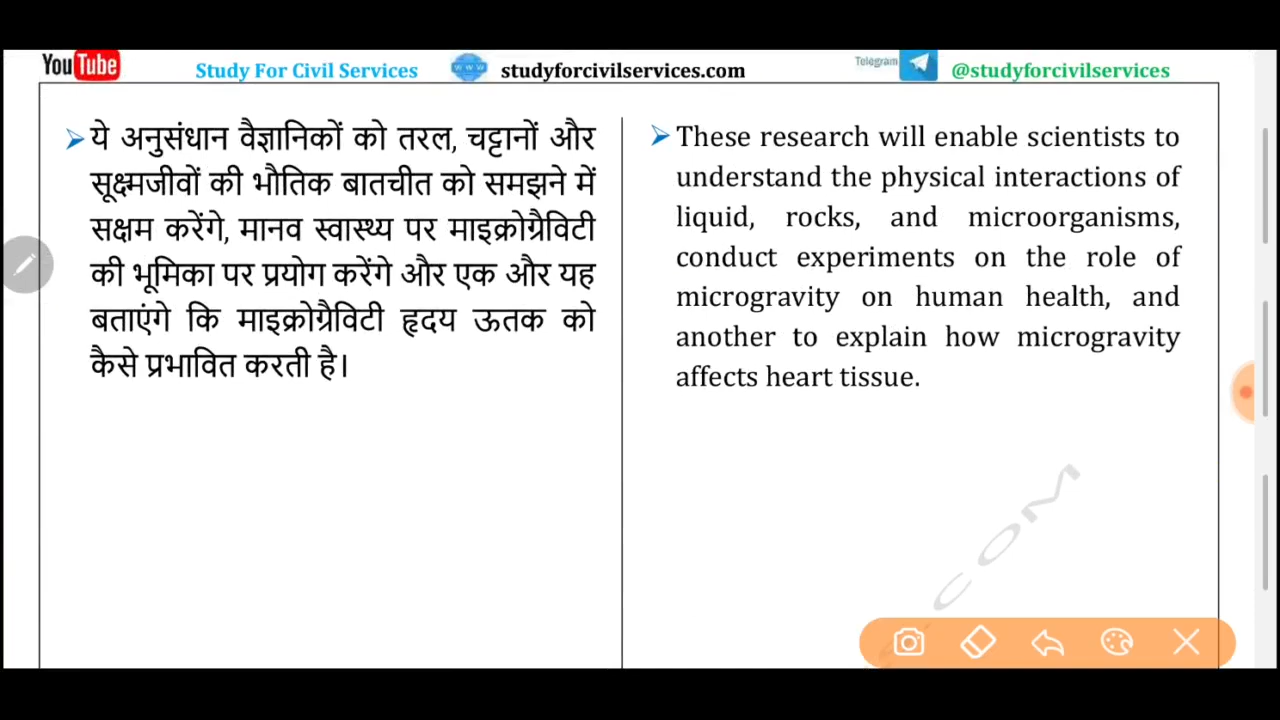 YouTube Study For Civil Services www studyforcivilservices.com Telegram @studyforcivilservices
ये अनुसंधान वैज्ञानिकों को तरल, चट्टानों और
सूक्ष्मजीवों की भौतिक बातचीत को समझने में
सक्षम करेंगे, मानव स्वास्थ्य पर माइक्रोग्रैविटी
की भूमिका पर प्रयोग करेंगे और एक और यह
बताएंगे कि माइक्रोग्रैविटी हृदय ऊतक को
कैसे प्रभावित करती है।
These research will enable scientists to
understand the physical interactions of
liquid, rocks, and microorganisms,
conduct experiments on the role of
microgravity on human health, and
another to explain how microgravity
affects heart tissue.
COM